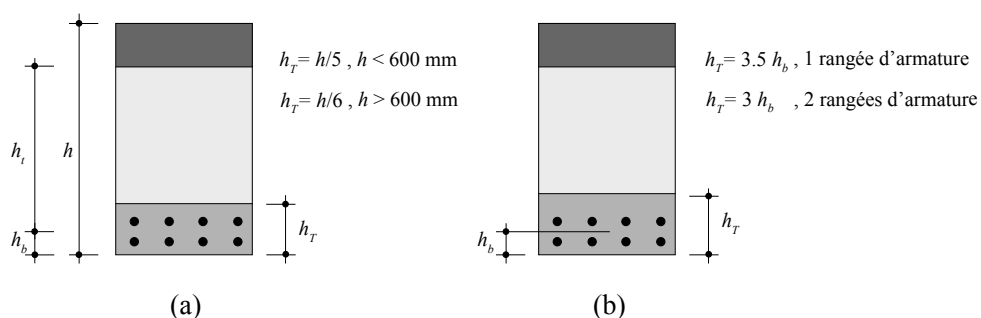 h_T= h/5 , h < 600 mm
h_T= h/6 , h > 600 mm
h_t
h
h_b
h_T
(a)
h_T= 3.5 h_b , 1 rangée d’armature
h_T= 3 h_b , 2 rangées d’armature
h_b
h_T
(b)